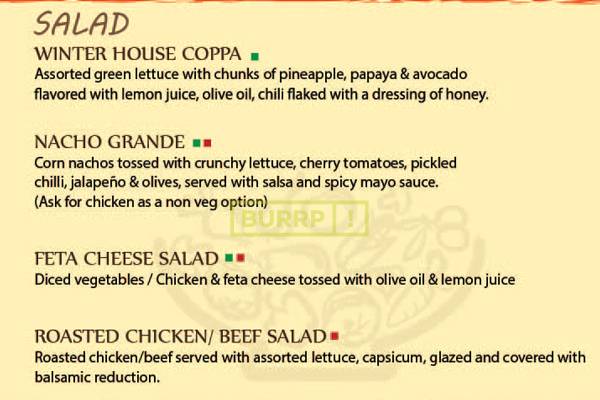 SALAD
WINTER HOUSE COPPA
Assorted green lettuce with chunks of pineapple, papaya & avocado
flavored with lemon juice, olive oil, chili flaked with a dressing of honey.
NACHO GRANDE
Corn nachos tossed with crunchy lettuce, cherry tomatoes, pickled
chilli, jalapeño & olives, served with salsa and spicy mayo sauce.
(Ask for chicken as a non veg option)
BURRP !
FETA CHEESE SALAD
Diced vegetables / Chicken & feta cheese tossed with olive oil & lemon juice
ROASTED CHICKEN/ BEEF SALAD
Roasted chicken/beef served with assorted lettuce, capsicum, glazed and covered with
balsamic reduction.